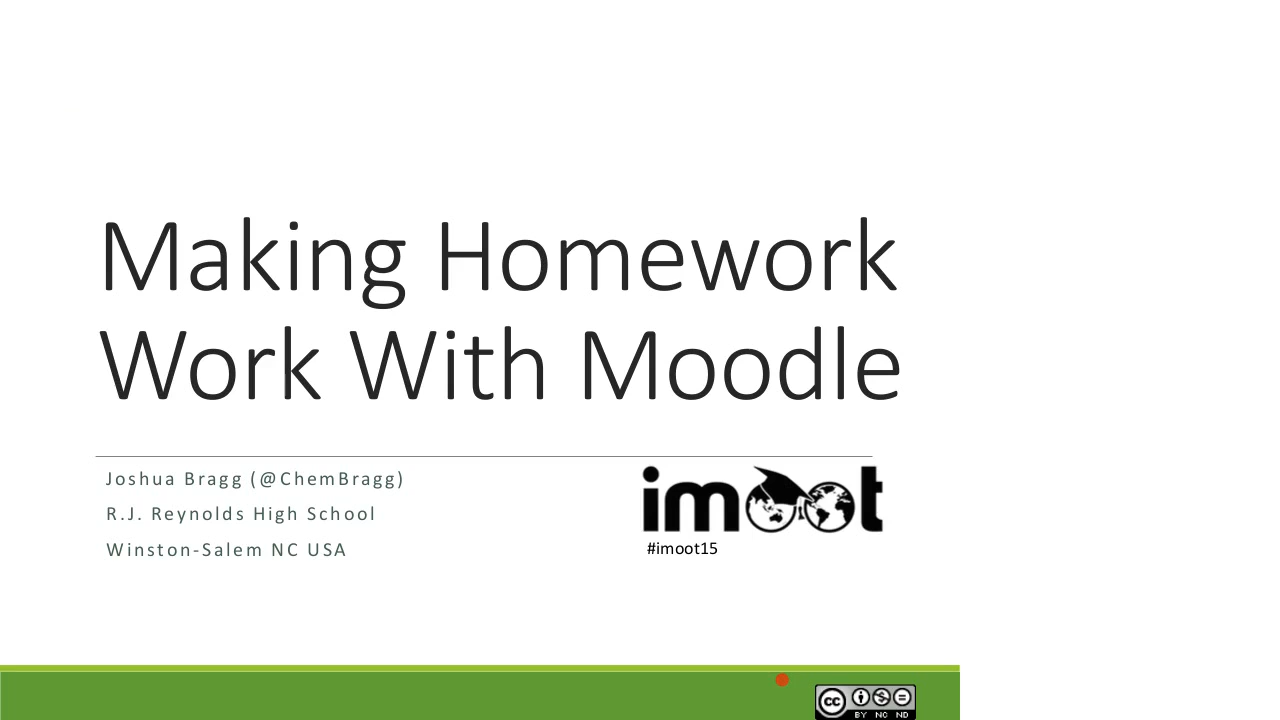 Making Homework
Work With Moodle
Joshua Bragg (@ChemBragg)
R.J. Reynolds High School
Winston-Salem NC USA
imoot
#imoot15
cc
BY NC ND